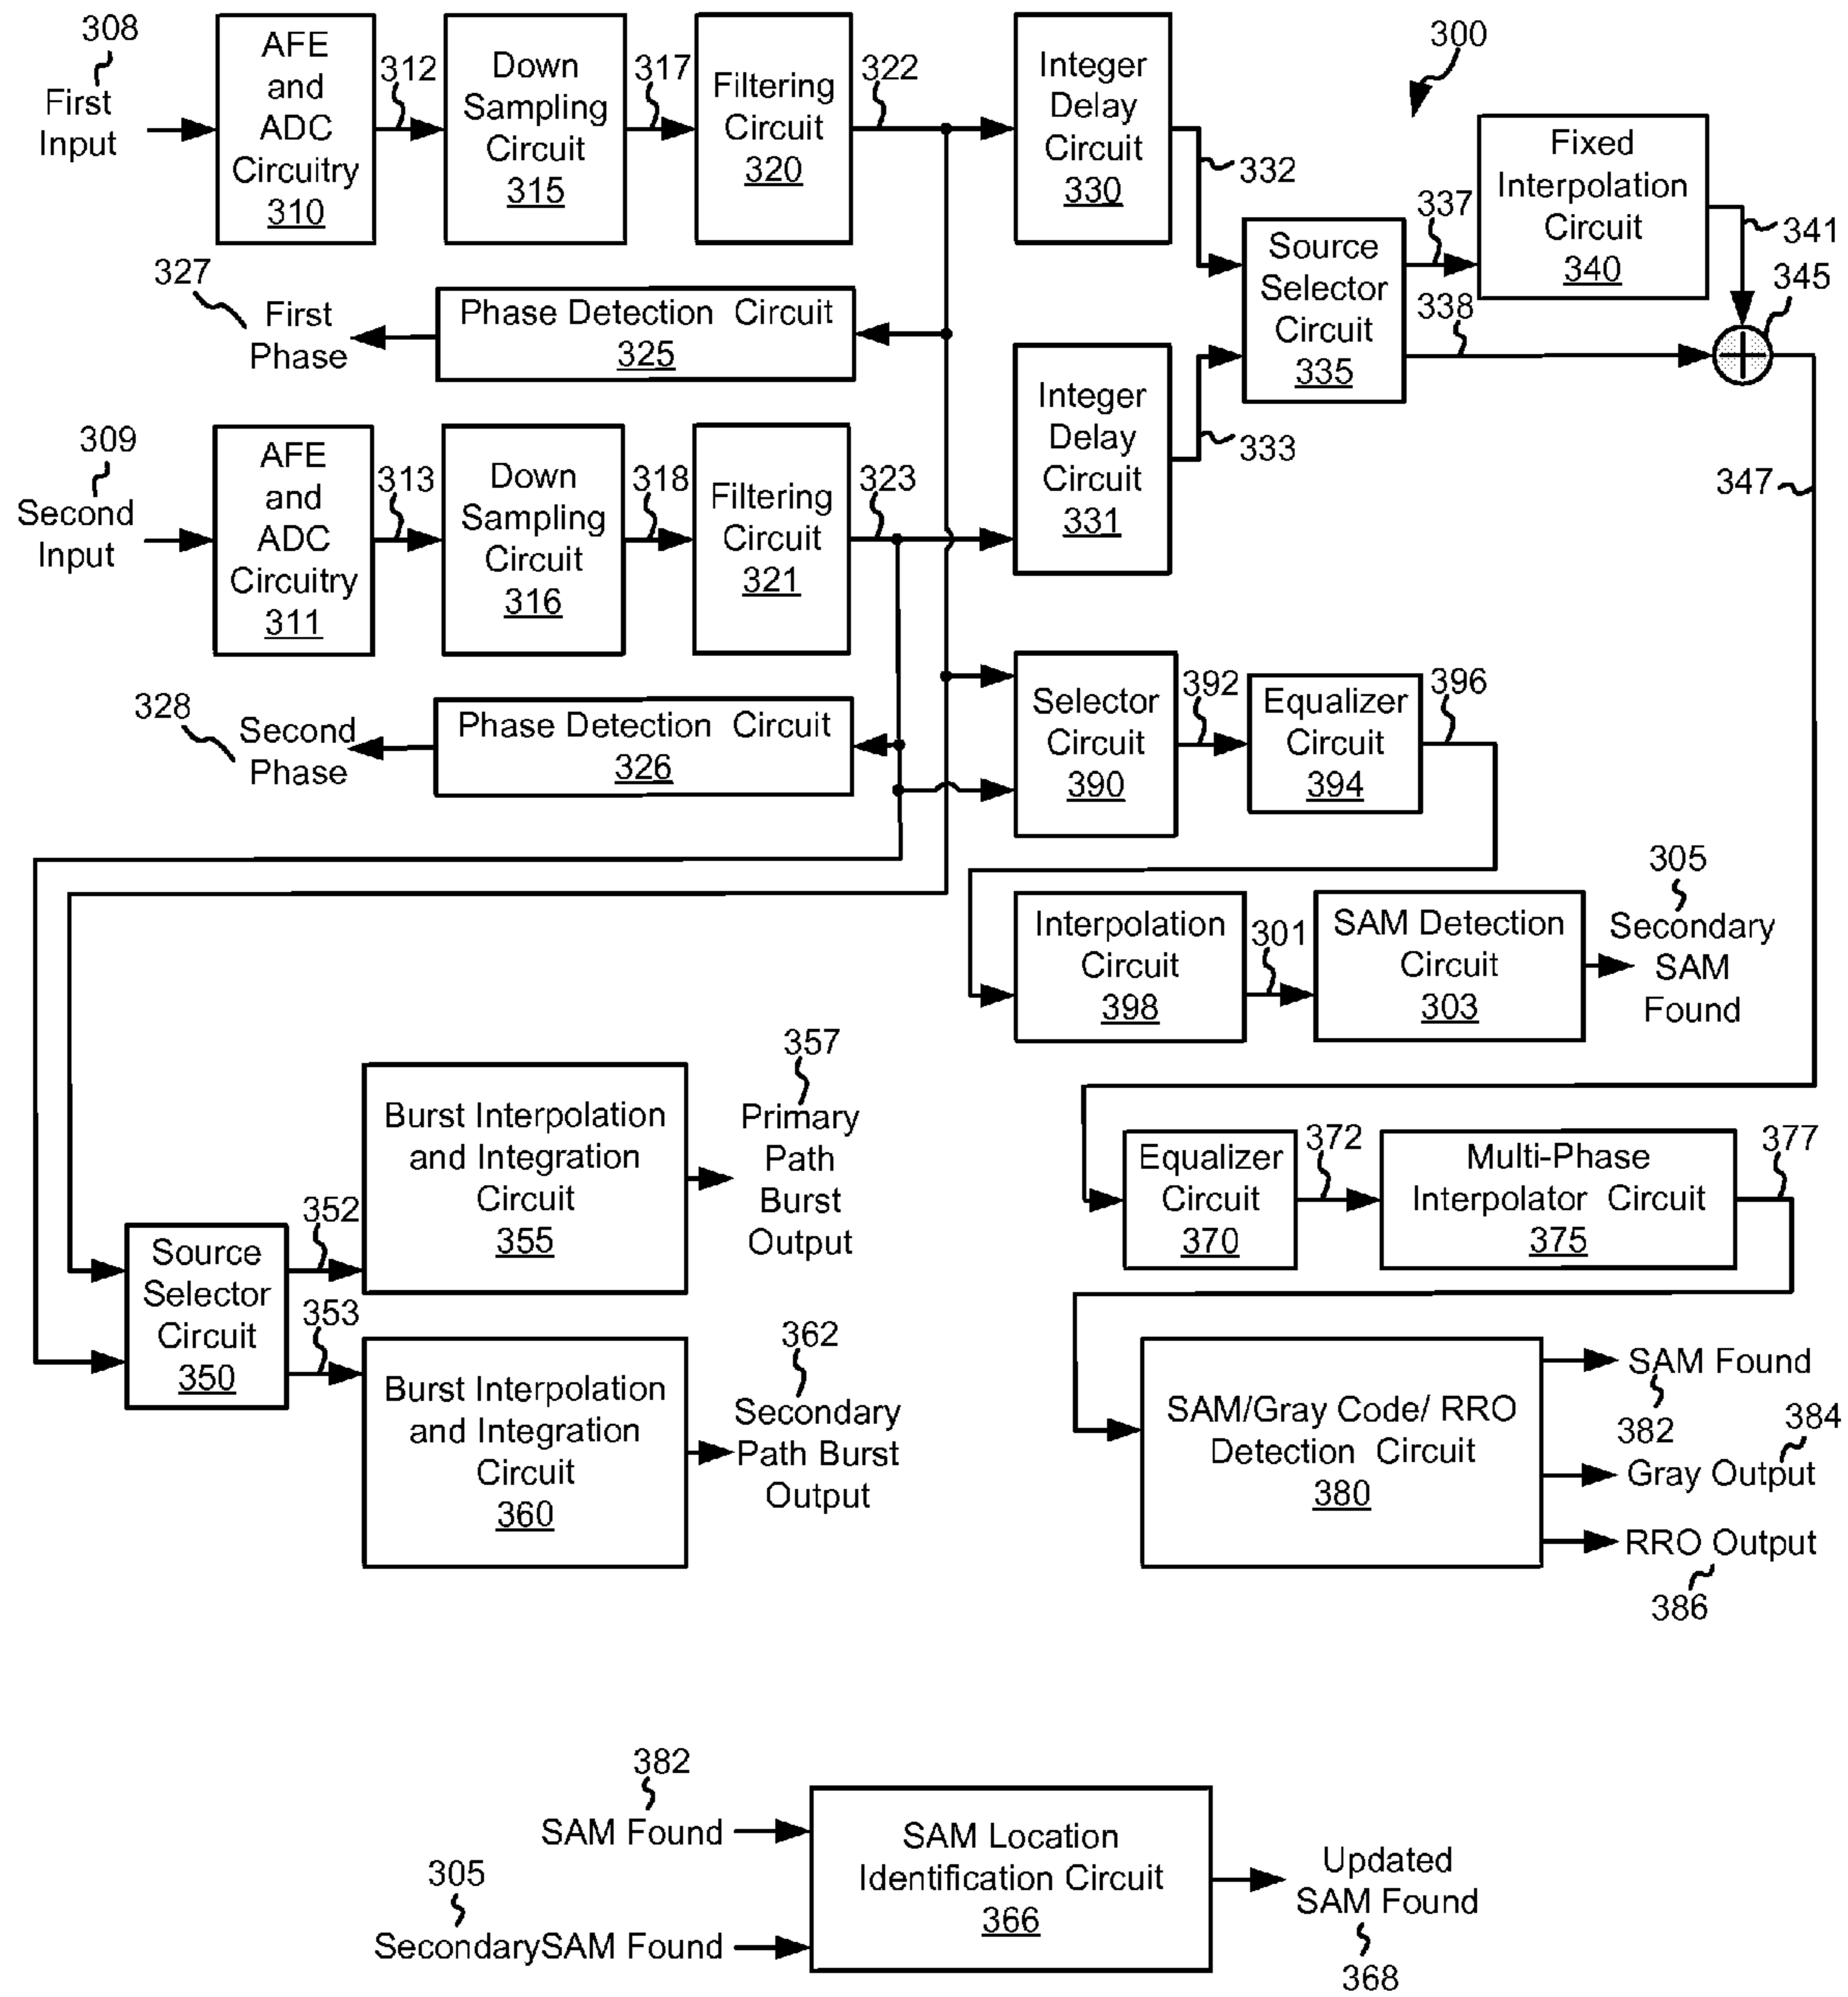 308
First
Input
AFE
and
ADC
Circuitry
310
312
Down
Sampling
Circuit
315
317
Filtering
Circuit
320
322
Integer
Delay
Circuit
330
332
300
Source
Selector
Circuit
335
337
338
Fixed
Interpolation
Circuit
340
341
345
327
First
Phase
Phase Detection Circuit
325
309
Second
Input
AFE
and
ADC
Circuitry
311
313
Down
Sampling
Circuit
316
318
Filtering
Circuit
321
323
Integer
Delay
Circuit
331
333
347
328
Second
Phase
Phase Detection Circuit
326
Selector
Circuit
390
392
Equalizer
Circuit
394
396
Interpolation
Circuit
398
301
SAM Detection
Circuit
303
305
Secondary
SAM
Found
Source
Selector
Circuit
350
352
353
Burst Interpolation
and Integration
Circuit
355
357
Primary
Path
Burst
Output
Burst Interpolation
and Integration
Circuit
360
362
Secondary
Path Burst
Output
Equalizer
Circuit
370
372
Multi-Phase
Interpolator Circuit
375
377
SAM/Gray Code/ RRO
Detection Circuit
380
SAM Found
382
384
Gray Output
RRO Output
386
382
SAM Found
305
SecondarySAM Found
SAM Location
Identification Circuit
366
Updated
SAM Found
368